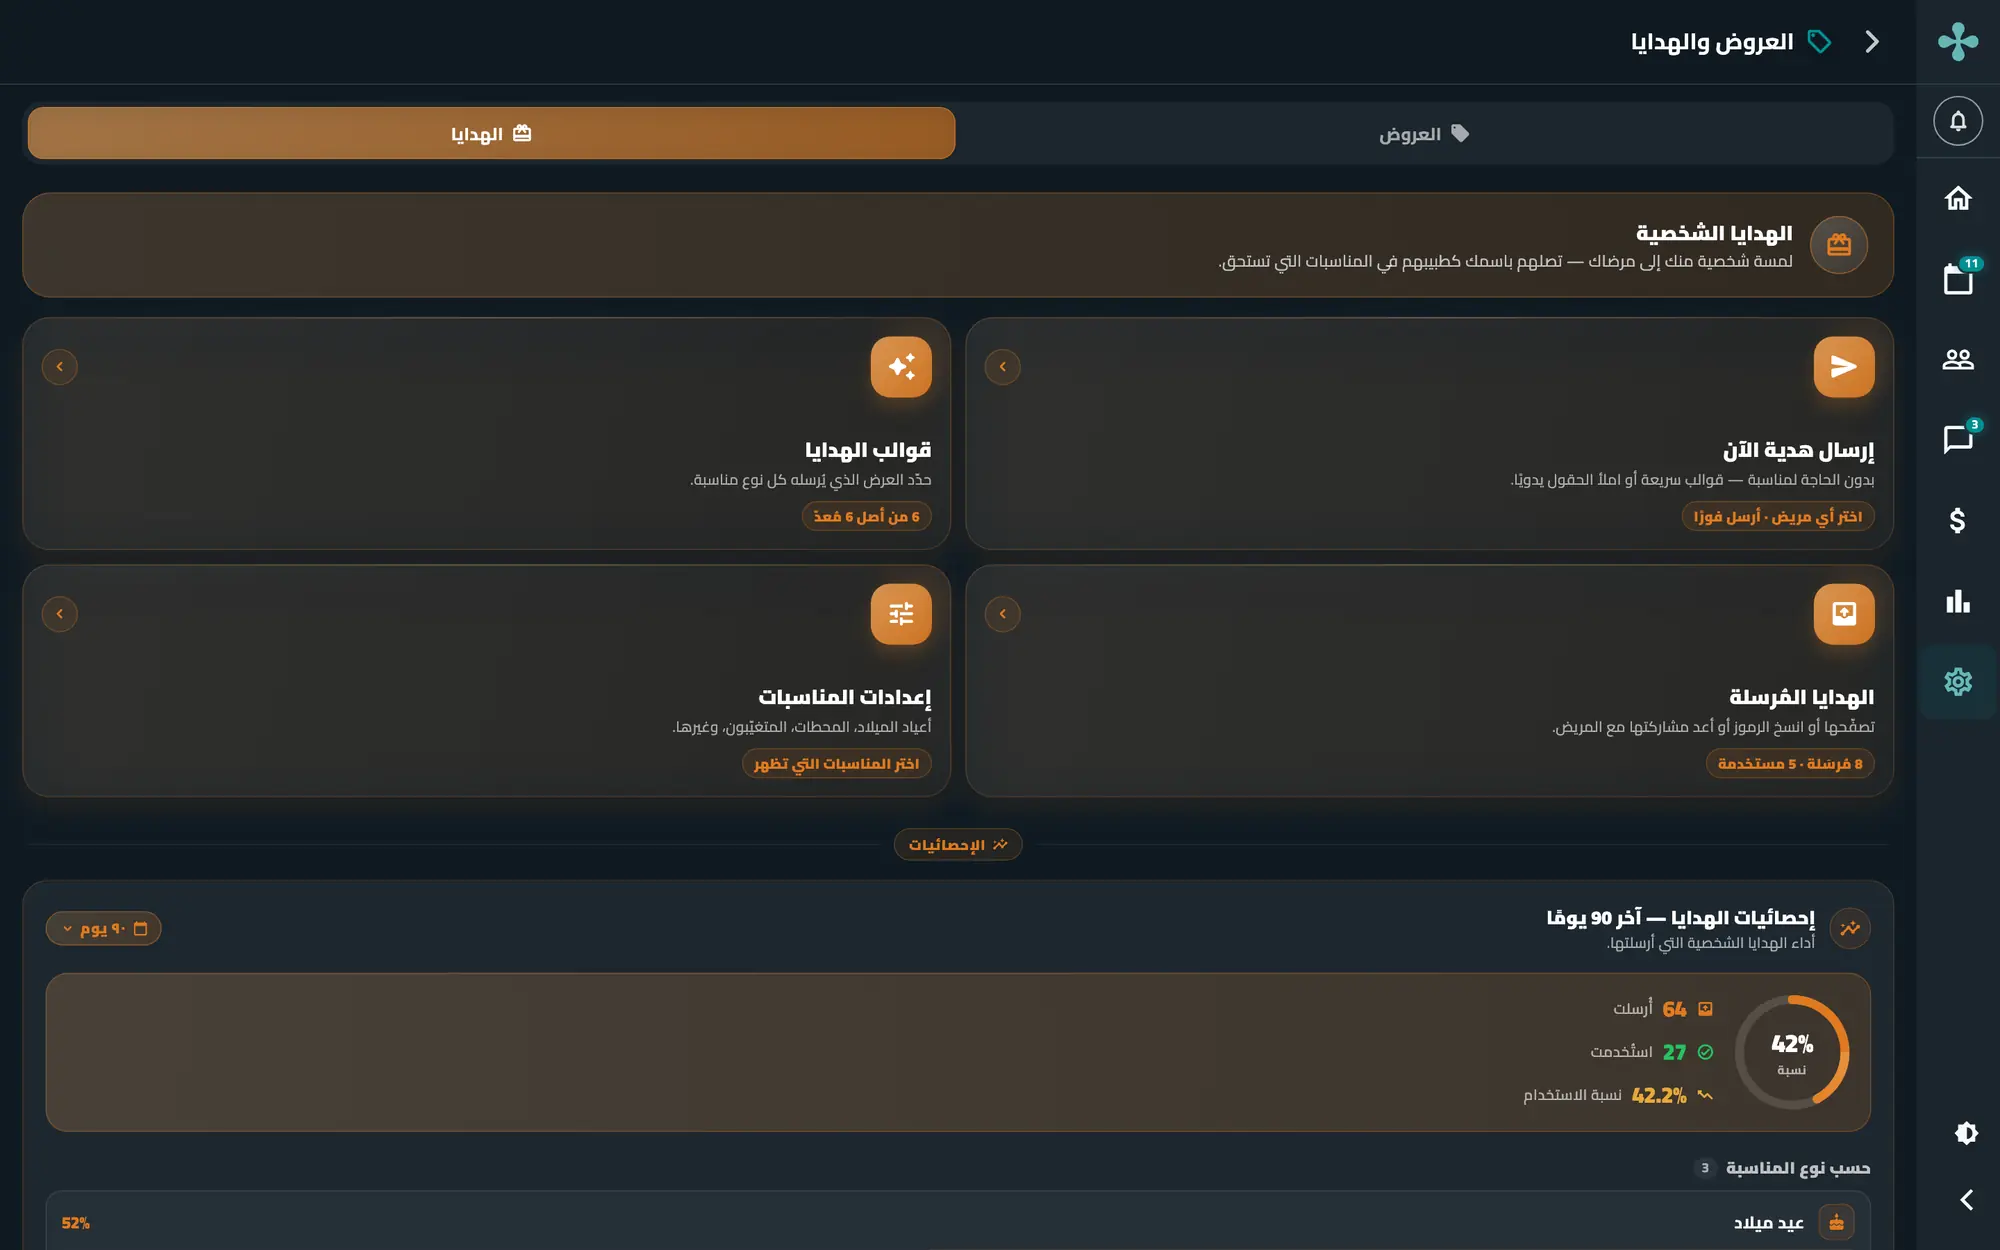 العروض والهدايا
العروض
الهدايا
الهدايا الشخصية
لمسة شخصية منك إلى مرضاك — تصلهم باسمك كطبيبهم في المناسبات التي تستحق.
إرسال هدية الآن
بدون الحاجة لمناسبة — قوالب سريعة أو املأ الحقول يدويًا.
اختر أي مريض · أرسل فورًا
قوالب الهدايا
حدّد العرض الذي يُرسله كل نوع مناسبة.
6 من أصل 6 مُعدّ
الهدايا المُرسلة
تصفّحها أو انسخ الرموز أو أعد مشاركتها مع المريض.
8 مُرسَلة · 5 مستخدمة
إعدادات المناسبات
أعياد الميلاد، المحطات، المتغيّبون، وغيرها.
اختر المناسبات التي تظهر
الإحصائيات
إحصائيات الهدايا — آخر 90 يومًا
أداء الهدايا الشخصية التي أرسلتها.
٩٠ يوم
42%
نسبة
64 أُرسلت
27 استُخدمت
42.2% نسبة الاستخدام
حسب نوع المناسبة 3
عيد ميلاد
52%
11
3